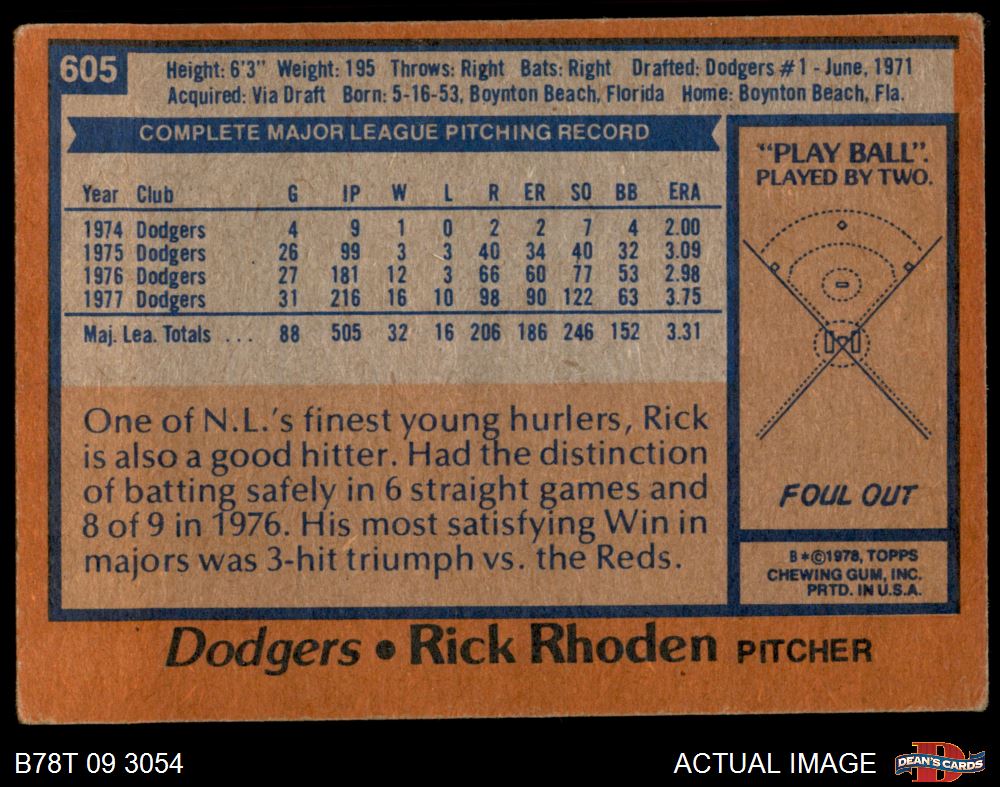 605
Height: 6'3" Weight: 195 Throws: Right Bats: Right Drafted: Dodgers #1 - June, 1971
Acquired: Via Draft Born: 5-16-53, Boynton Beach, Florida Home: Boynton Beach, Fla.
COMPLETE MAJOR LEAGUE PITCHING RECORD
Year Club G IP W L R ER SO BB ERA
1974 Dodgers 4 9 1 0 2 2 7 4 2.00
1975 Dodgers 26 99 3 3 40 34 40 32 3.09
1976 Dodgers 27 181 12 3 66 60 77 53 2.98
1977 Dodgers 31 216 16 10 98 90 122 63 3.75
Maj. Lea. Totals ... 88 505 32 16 206 186 246 152 3.31
One of N.L.'s finest young hurlers, Rick
is also a good hitter. Had the distinction
of batting safely in 6 straight games and
8 of 9 in 1976. His most satisfying Win in
majors was 3-hit triumph vs. the Reds.
"PLAY BALL".
PLAYED BY TWO.
FOUL OUT
B*©1978, TOPPS
CHEWING GUM, INC.
PRTD. IN U.S.A.
Dodgers • Rick Rhoden PITCHER
B78T 09 3054
ACTUAL IMAGE
DEAN'S CARDS